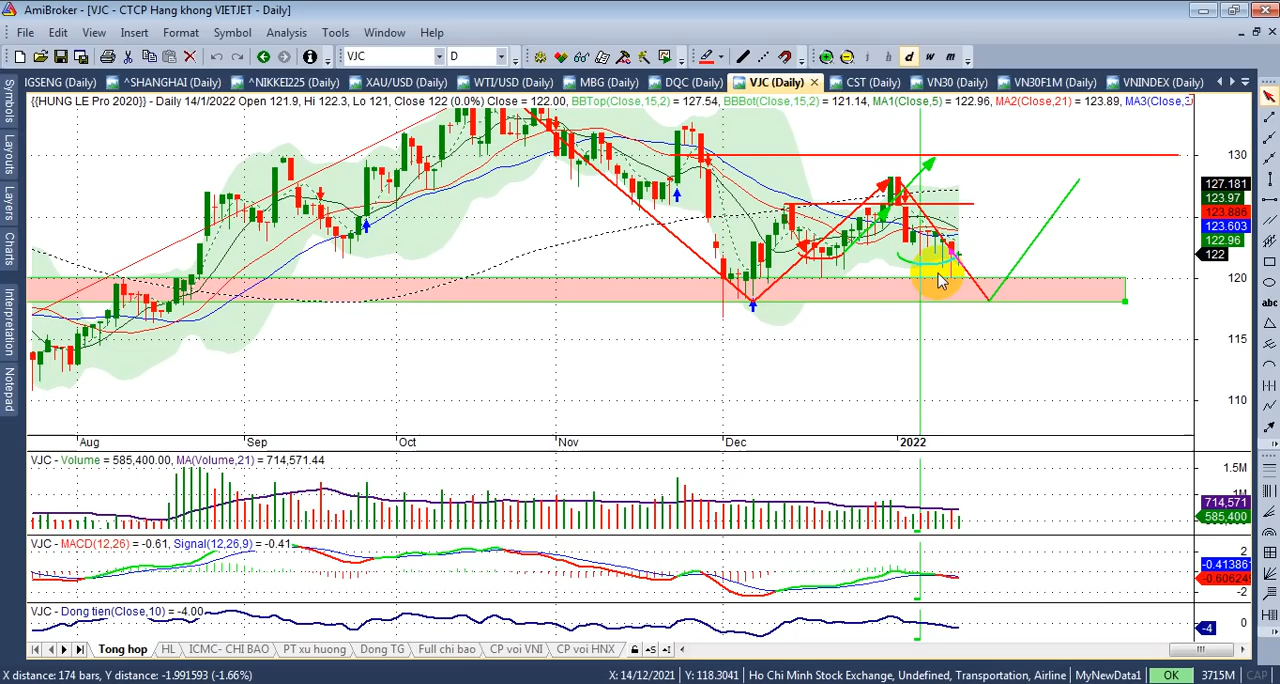 AmiBroker - [VJC - CTCP Hang khong VIETJET - Daily]
File Edit View Insert Format Symbol Analysis Tools Window Help
VJC D i h d w m
IGSENG (Daily) ^SHANGHAI (Daily) ^NIKKEI225 (Daily) XAU/USD (Daily) WTI/USD (Daily) MBG (Daily) DQC (Daily) VJC (Daily) CST (Daily) VN30 (Daily) VN30F1M (Daily) VNINDEX (Daily)
{{HUNG LE Pro 2020}} - Daily 14/1/2022 Open 121.9, Hi 122.3, Lo 121, Close 122 (0.0%) Close = 122.00, BBTop(Close,15,2) = 127.54, BBBot(Close,15,2) = 121.14, MA1(Close,5) = 122.96, MA2(Close,21) = 123.89, MA3(Close,
Symbols
Layouts
Layers
Charts
Interpretation
Notepad
abc
130
127.181
123.97
123.886
123.603
122.96
122
120
115
110
Aug Sep Oct Nov Dec 2022
VJC - Volume = 585,400.00, MA(Volume,21) = 714,571.44
1.5M
1M
714,571
585,400
VJC - MACD(12,26) = -0.61, Signal(12,26,9) = -0.41
2
-0.41386
-0.60624
-2
VJC - Dong tien(Close,10) = -4.00
0
-4
Tong hop HL ICMC- CHI BAO PT xu huong Dong TG Full chi bao CP voi VNI CP voi HNX
X distance: 174 bars, Y distance: -1.991593 (-1.66%) X: 14/12/2021 Y: 118.3041 Ho Chi Minh Stock Exchange, Undefined, Transportation, Airline MyNewData1 OK 3715M CAP